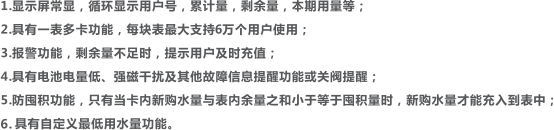 1.显示屏常显，循环显示用户号，累计量，剩余量，本期用量等；
2.具有一表多卡功能，每块表最大支持6万个用户使用；
3.报警功能，剩余量不足时，提示用户及时充值；
4.具有电池电量低、强磁干扰及其他故障信息提醒功能或关阀提醒；
5.防囤积功能，只有当卡内新购水量与表内余量之和小于等于囤积量时，新购水量才能充入到表中；
6.具有自定义最低用水量功能。